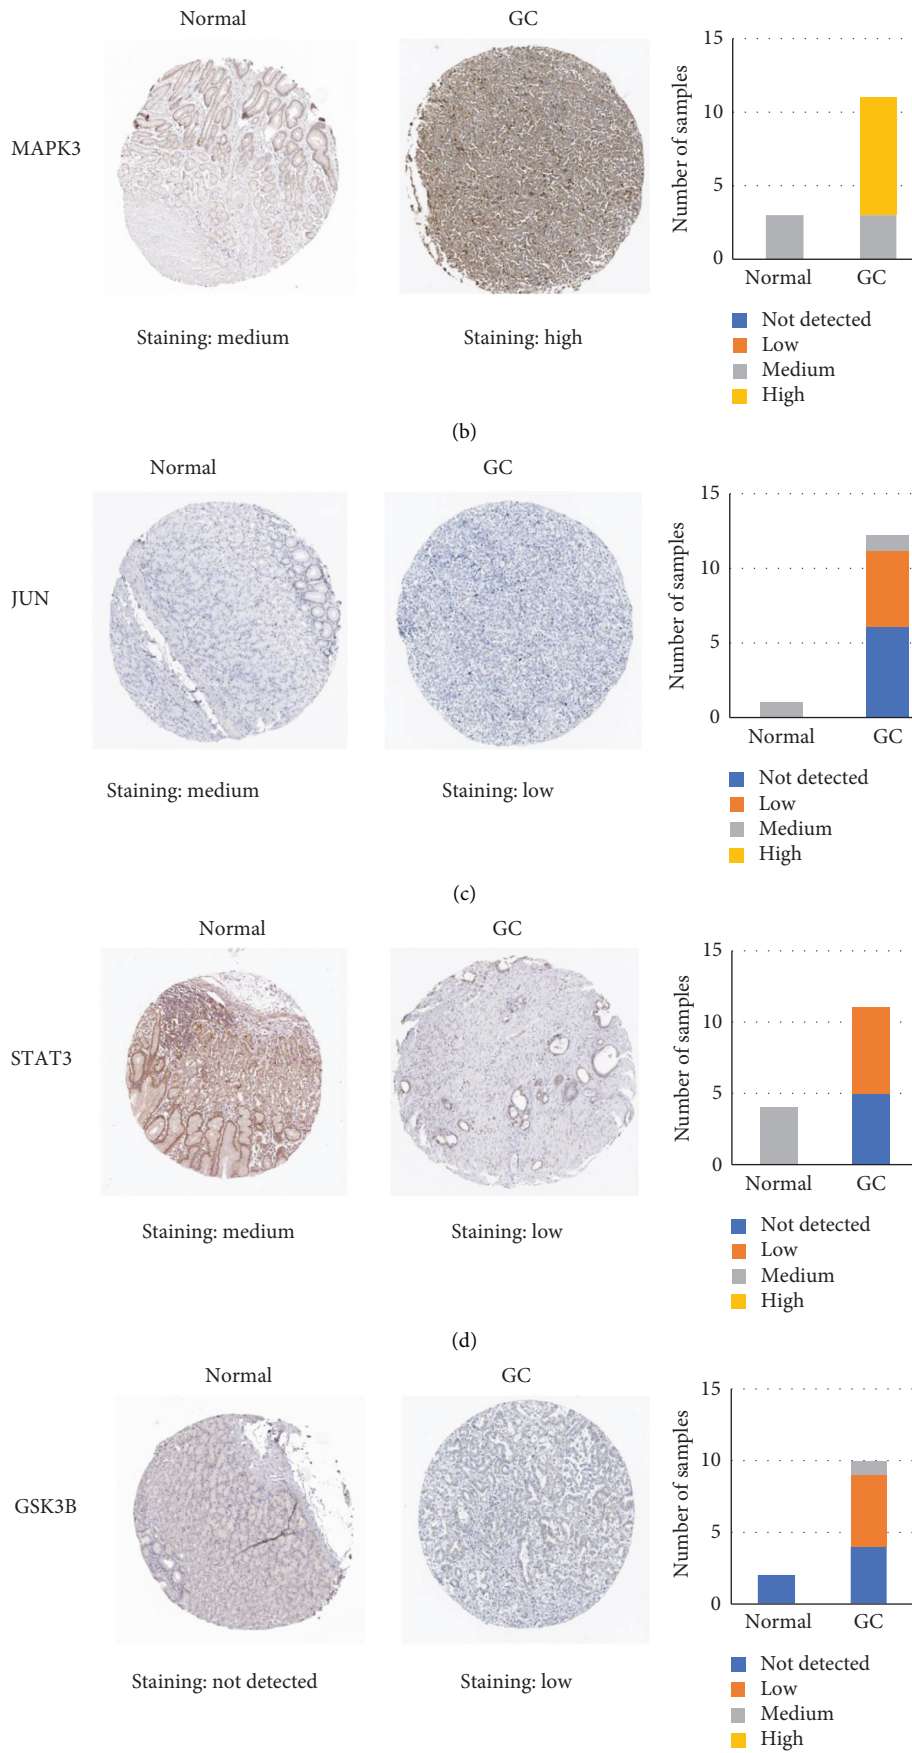 Normal GC
MAPK3
Number of samples
15
10
5
0
Normal GC
Staining: medium Staining: high
Not detected
Low
Medium
High
(b)
Normal GC
JUN
Number of samples
15
10
5
0
Normal GC
Staining: medium Staining: low
Not detected
Low
Medium
High
(c)
Normal GC
STAT3
Number of samples
15
10
5
0
Normal GC
Staining: medium Staining: low
Not detected
Low
Medium
High
(d)
Normal GC
GSK3B
Number of samples
15
10
5
0
Normal GC
Staining: not detected Staining: low
Not detected
Low
Medium
High